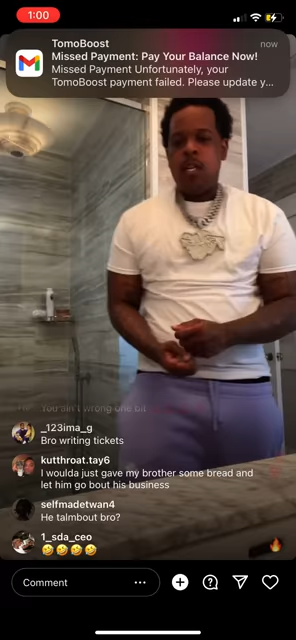 1:00
TomoBoost
now
Missed Payment: Pay Your Balance Now!
Missed Payment Unfortunately, your
TomoBoost payment failed. Please update y...
You ain't wrong one bit
_123ima_g
Bro writing tickets
kutthroat.tay6
I woulda just gave my brother some bread and
let him go bout his business
selfmadetwan4
He talmbout bro?
1_sda_ceo
🤣🤣🤣🤣
Comment